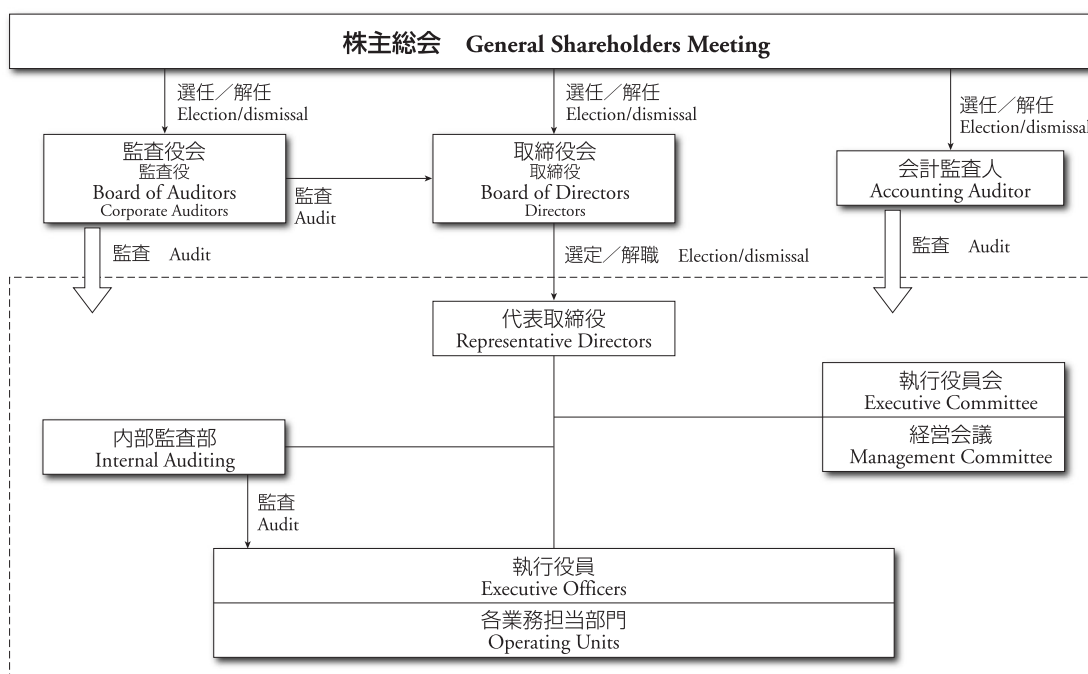 株主総会 General Shareholders Meeting
選任／解任
Election/dismissal
選任／解任
Election/dismissal
選任／解任
Election/dismissal
監査役会
監査役
Board of Auditors
Corporate Auditors
監査
Audit
取締役会
取締役
Board of Directors
Directors
会計監査人
Accounting Auditor
監査 Audit
選定／解職 Election/dismissal
監査 Audit
代表取締役
Representative Directors
執行役員会
Executive Committee
経営会議
Management Committee
内部監査部
Internal Auditing
監査
Audit
執行役員
Executive Officers
各業務担当部門
Operating Units